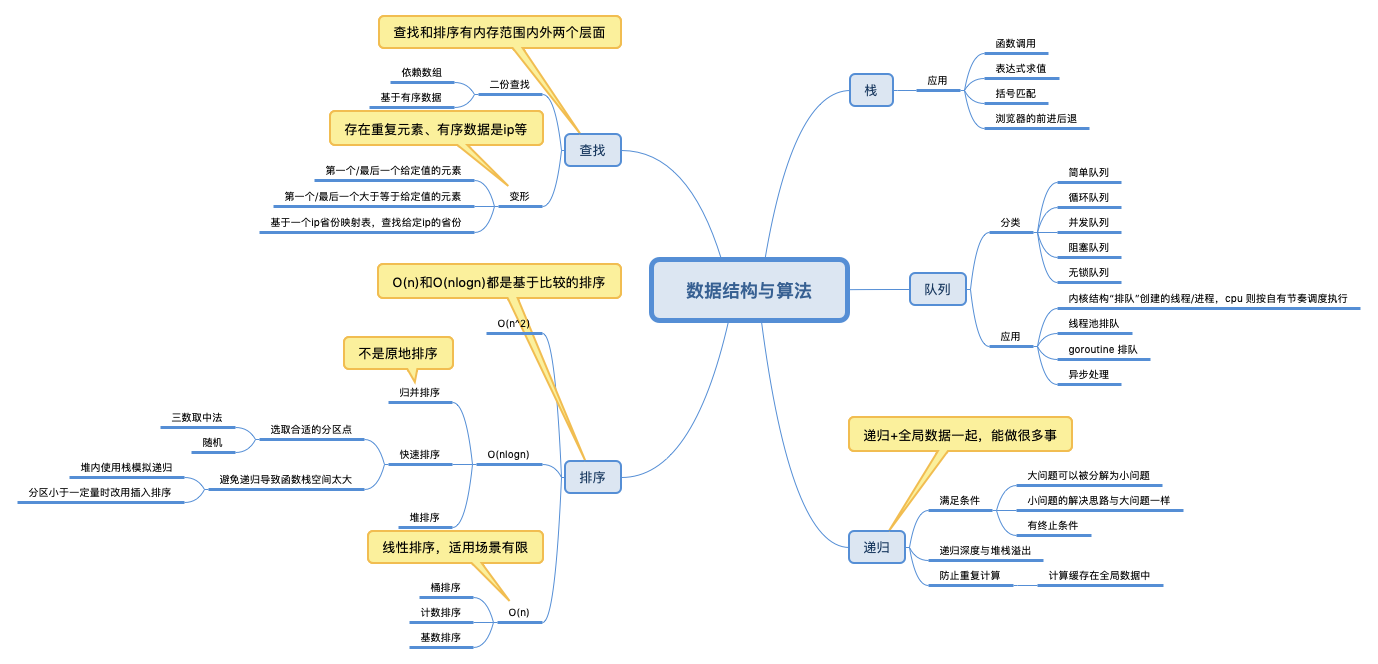 数据结构与算法
查找和排序有内存范围内外两个层面
查找
二份查找
依赖数组
基于有序数据
存在重复元素、有序数据是ip等
变形
第一个/最后一个给定值的元素
第一个/最后一个大于等于给定值的元素
基于一个ip省份映射表，查找给定ip的省份
O(n)和O(nlogn)都是基于比较的排序
排序
O(n^2)
O(nlogn)
不是原地排序
归并排序
快速排序
选取合适的分区点
三数取中法
随机
避免递归导致函数栈空间太大
堆内使用栈模拟递归
分区小于一定量时改用插入排序
堆排序
线性排序，适用场景有限
O(n)
桶排序
计数排序
基数排序
栈
应用
函数调用
表达式求值
括号匹配
浏览器的前进后退
队列
分类
简单队列
循环队列
并发队列
阻塞队列
无锁队列
应用
内核结构“排队”创建的线程/进程，cpu 则按自有节奏调度执行
线程池排队
goroutine 排队
异步处理
递归+全局数据一起，能做很多事
递归
满足条件
大问题可以被分解为小问题
小问题的解决思路与大问题一样
有终止条件
递归深度与堆栈溢出
防止重复计算
计算缓存在全局数据中